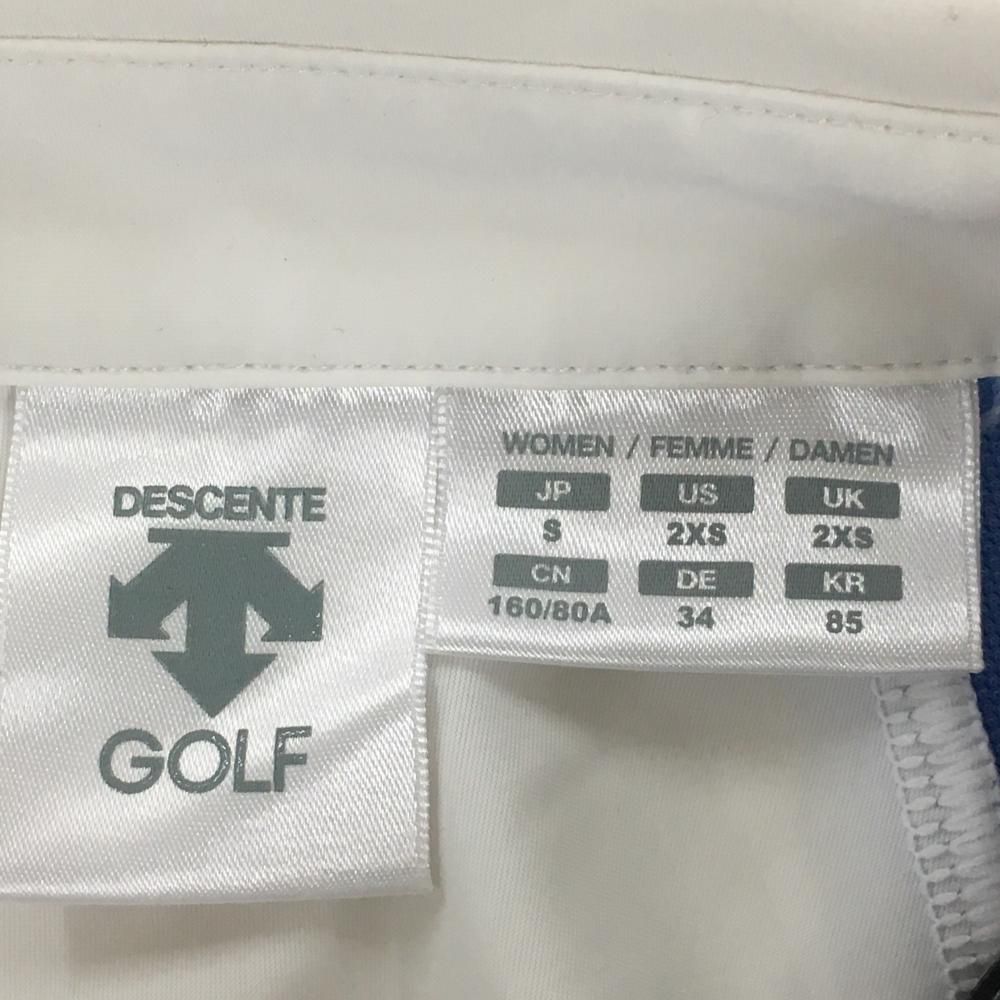 DESCENTE
GOLF
WOMEN / FEMME / DAMEN
JP US UK
S 2XS 2XS
CN DE KR
160/80A 34 85